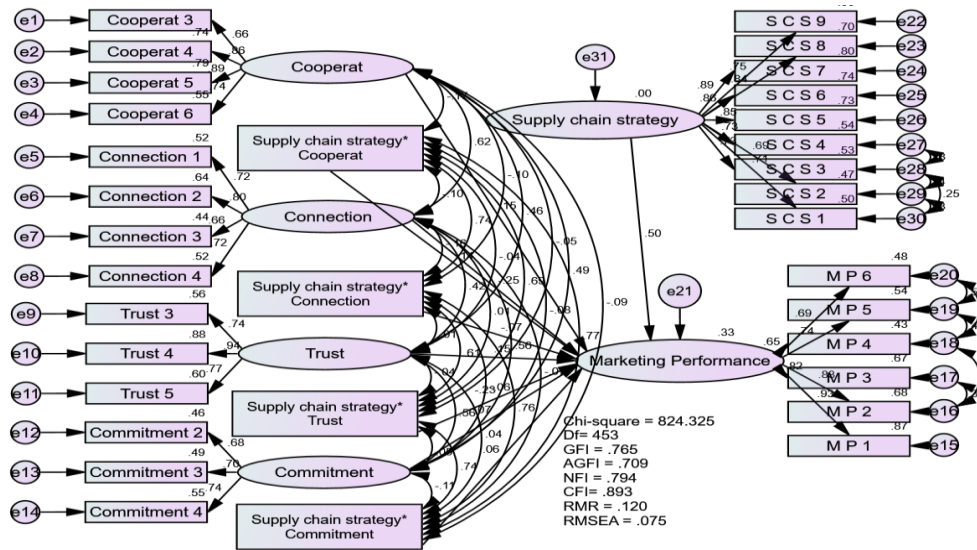 e1
.74
Cooperat 3
.66
e2
Cooperat 4
.86
.79
e3
Cooperat 5
.89
.74
e4
.55
Cooperat 6
Cooperat
Supply chain strategy*
Cooperat
.52
e5
Connection 1
.72
.64
e6
Connection 2
.80
.44
.66
e7
Connection 3
.72
.52
e8
Connection 4
Connection
Supply chain strategy*
Connection
.56
e9
Trust 3
.74
.88
e10
Trust 4
.94
.60
.77
e11
Trust 5
Trust
Supply chain strategy*
Trust
.46
e12
Commitment 2
.68
.49
e13
Commitment 3
.70
.55
.74
e14
Commitment 4
Commitment
Supply chain strategy*
Commitment
.62
-.10
.46
-.05
.49
-.09
.74
-.04
.25
-.08
.42
.01
-.07
.56
.77
-.23
.04
.76
.06
.74
-.11
e31
.00
Supply chain strategy
.50
e21
.33
Marketing Performance
S C S 9
e22
.70
S C S 8
e23
.80
S C S 7
e24
.74
S C S 6
e25
.73
S C S 5
e26
.54
S C S 4
e27
.53
S C S 3
e28
.47
S C S 2
e29
.25
.50
S C S 1
e30
.75
.89
.85
.69
.71
.48
M P 6
e20
.54
M P 5
e19
.43
M P 4
e18
.67
M P 3
e17
.68
M P 2
e16
.87
M P 1
e15
.69
.74
.65
.82
.93
Chi-square = 824.325
Df= 453
GFI = .765
AGFI = .709
NFI = .794
CFI= .893
RMR = .120
RMSEA = .075